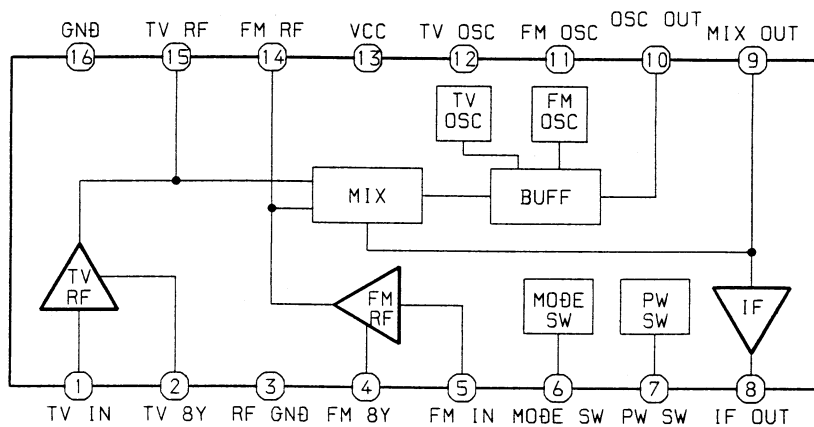 GND TV RF FM RF VCC TV OSC FM OSC OSC OUT MIX OUT
16 15 14 13 12 11 10 9
TV
OSC
FM
OSC
MIX
BUFF
TV
RF
FM
RF
MODE
SW
PW
SW
IF
1 2 3 4 5 6 7 8
TV IN TV 8Y RF GND FM 8Y FM IN MODE SW PW SW IF OUT